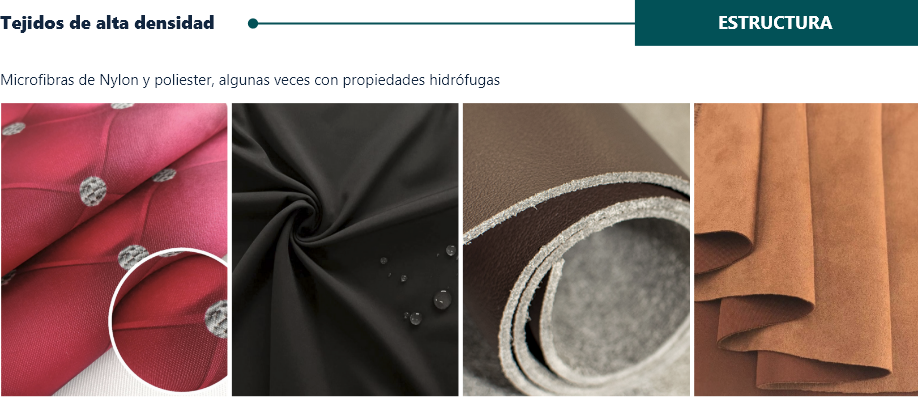 Tejidos de alta densidad
ESTRUCTURA
Microfibras de Nylon y poliester, algunas veces con propiedades hidrófugas